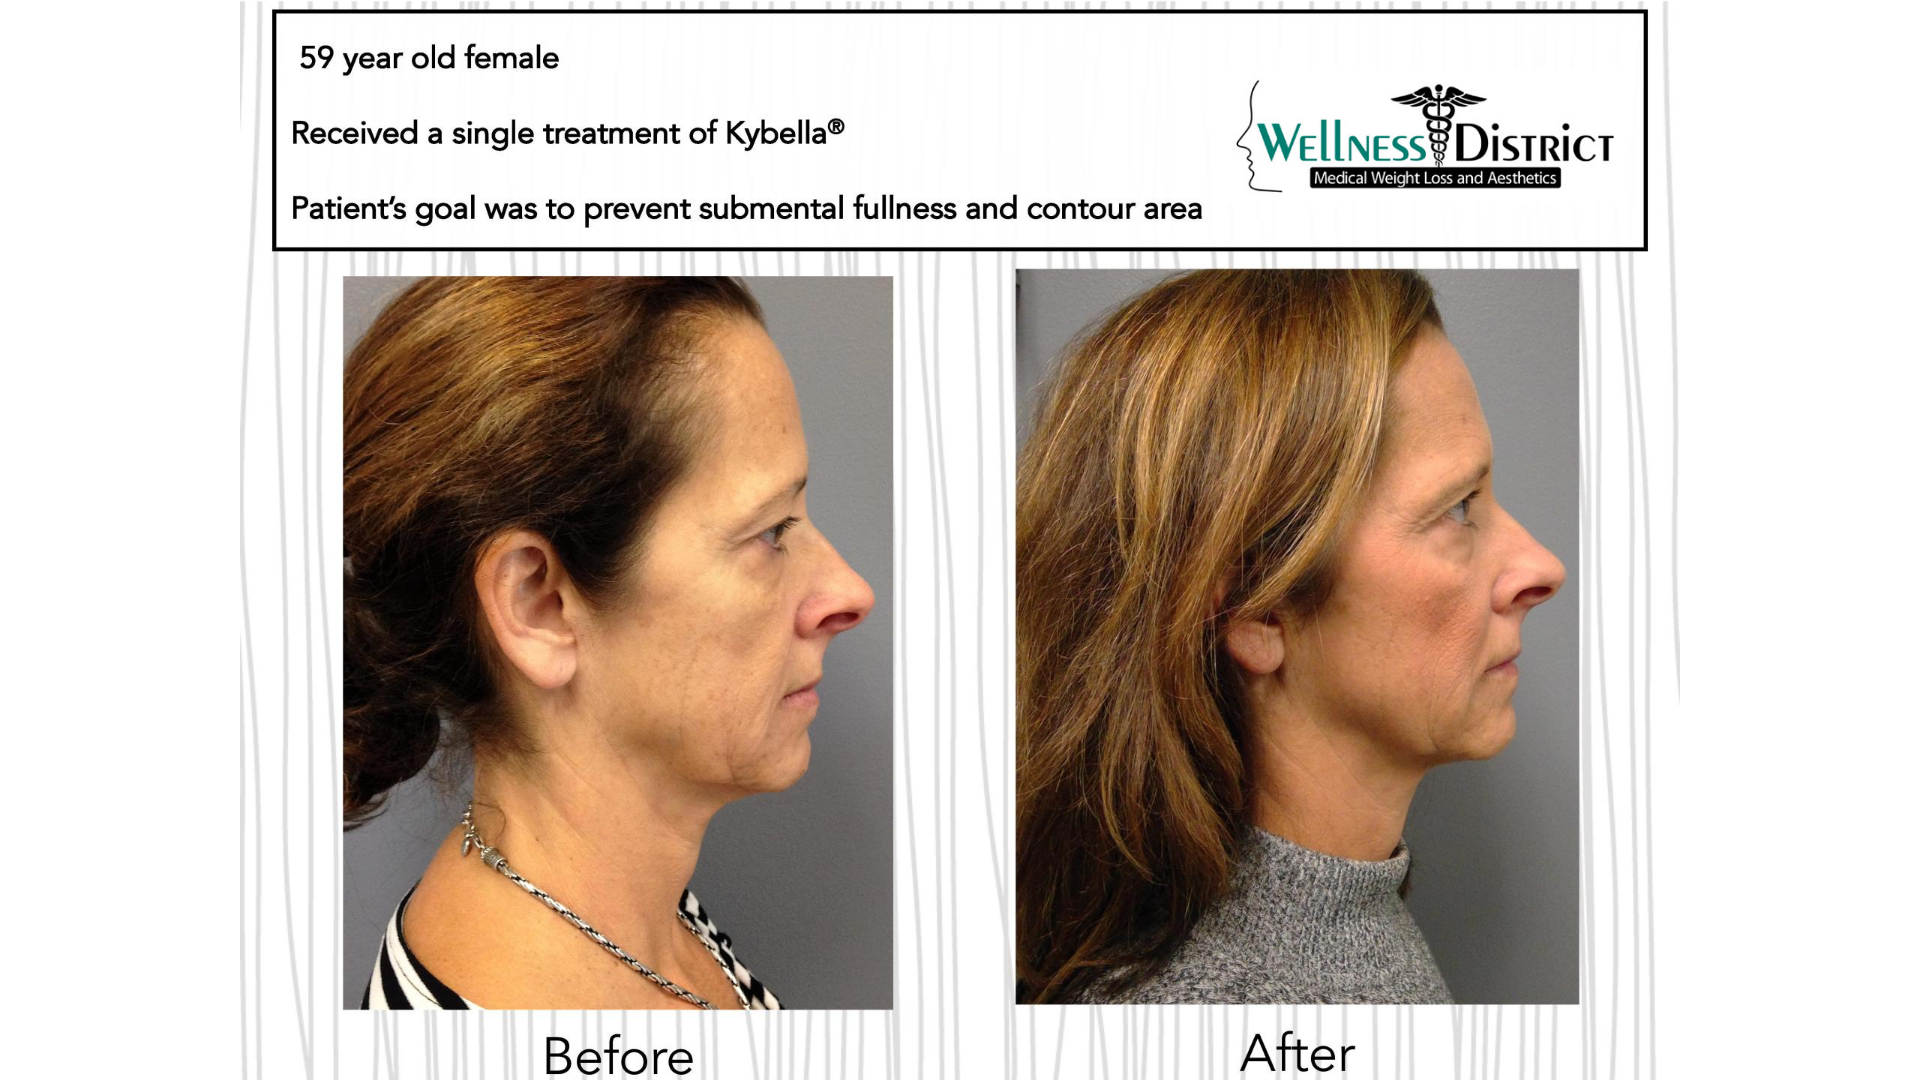 59 year old female
Received a single treatment of Kybella®
Patient’s goal was to prevent submental fullness and contour area
WELLNESS DISTRICT
Medical Weight Loss and Aesthetics
Before
After